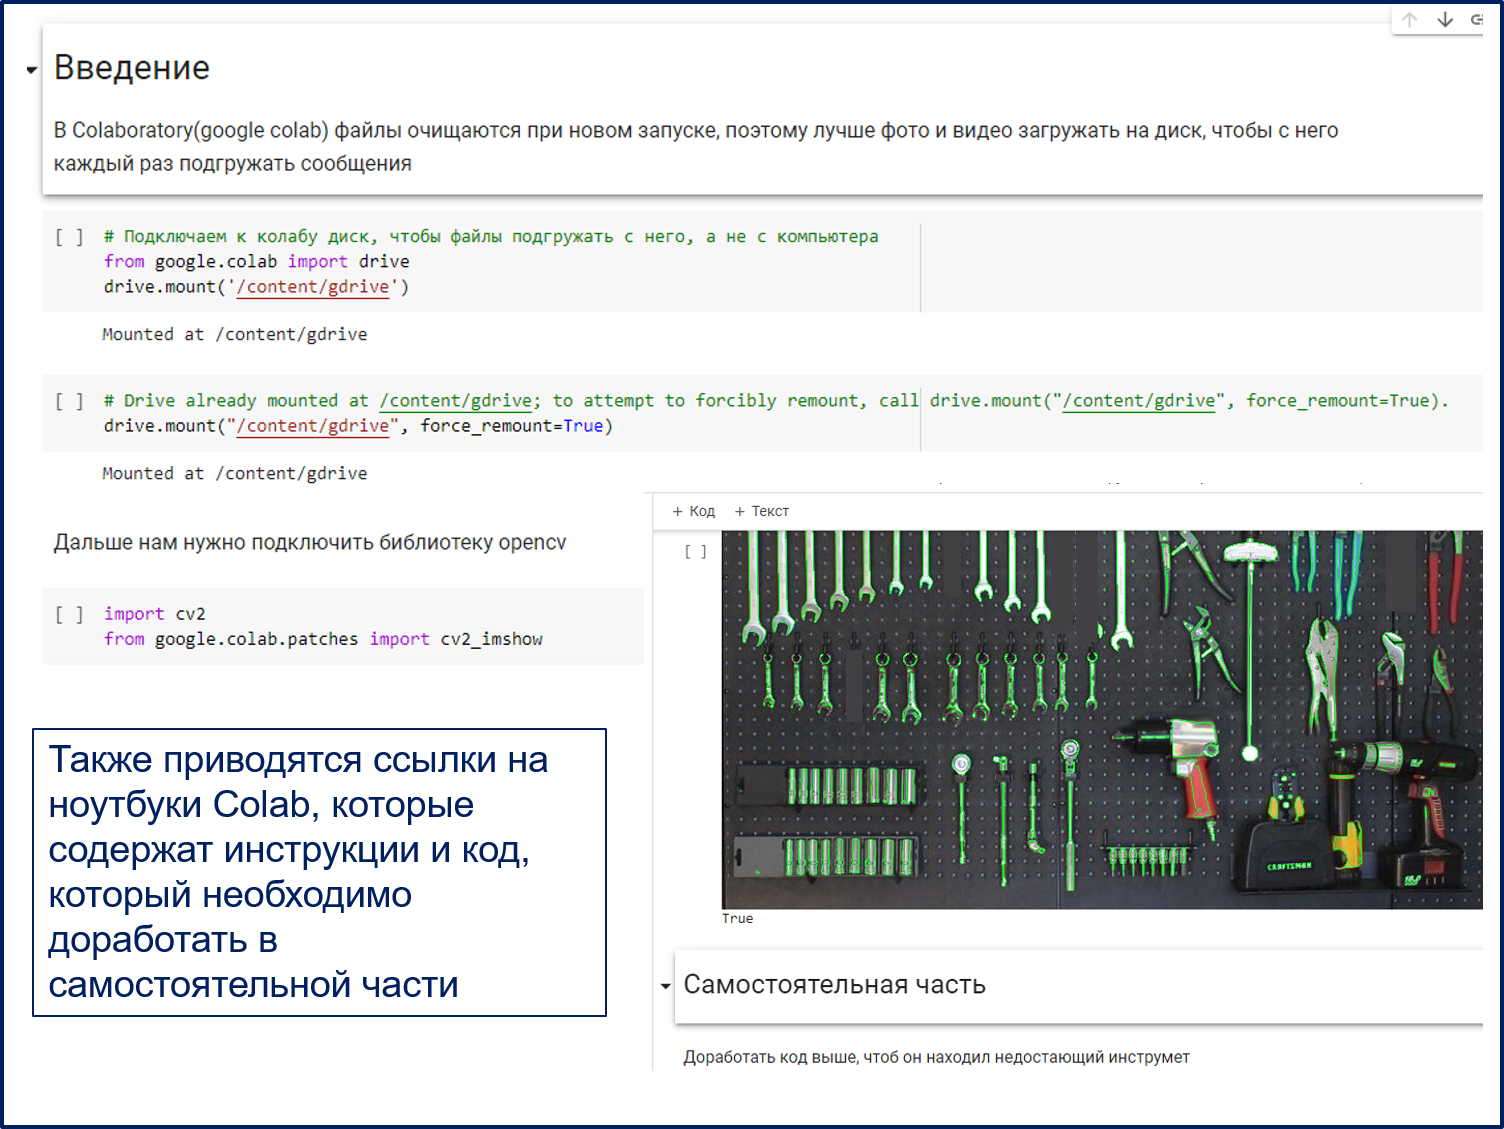 Введение
В Colaboratory(google colab) файлы очищаются при новом запуске, поэтому лучше фото и видео загружать на диск, чтобы с него
каждый раз подгружать сообщения
[ ] # Подключаем к колабу диск, чтобы файлы подгружать с него, а не с компьютера
from google.colab import drive
drive.mount('/content/gdrive')
Mounted at /content/gdrive
[ ] # Drive already mounted at /content/gdrive; to attempt to forcibly remount, call drive.mount("/content/gdrive", force_remount=True).
drive.mount("/content/gdrive", force_remount=True)
Mounted at /content/gdrive
Дальше нам нужно подключить библиотеку opencv
[ ] import cv2
from google.colab.patches import cv2_imshow
Также приводятся ссылки на
ноутбуки Colab, которые
содержат инструкции и код,
который необходимо
доработать в
самостоятельной части
+ Код + Текст
[ ]
CRAFTSMAN
True
Самостоятельная часть
Доработать код выше, чтоб он находил недостающий инструмет